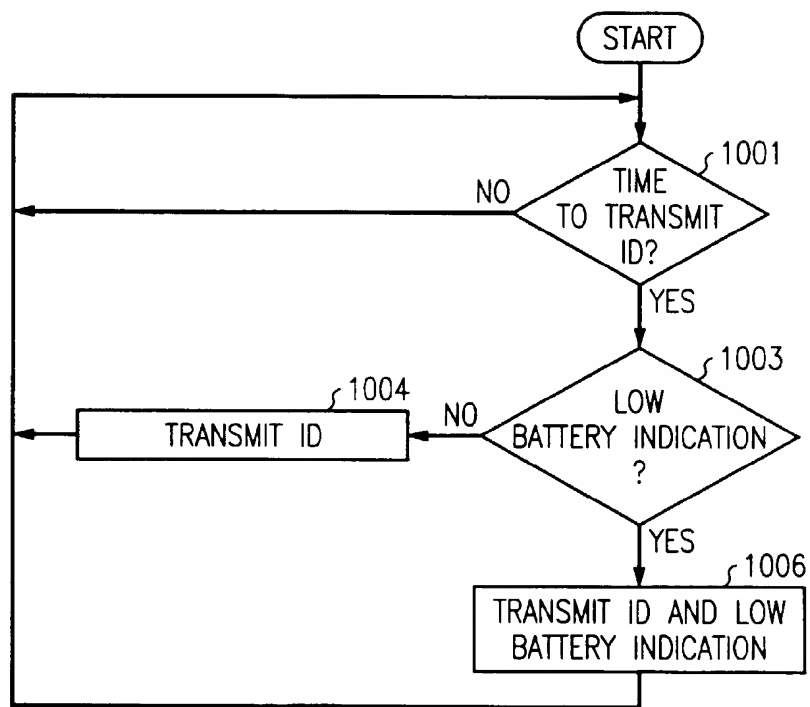 START
1001
NO
TIME
TO TRANSMIT
ID?
YES
1003
1004
LOW
NO
TRANSMIT ID
BATTERY INDICATION
?
YES
1006
TRANSMIT ID AND LOW
BATTERY INDICATION